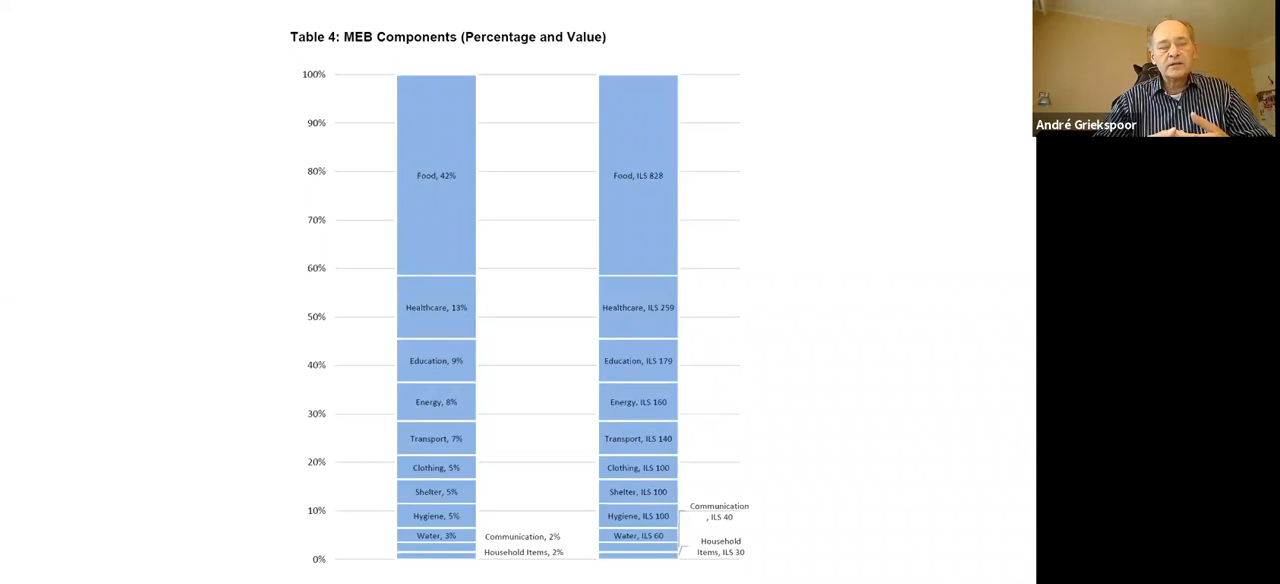 Table 4: MEB Components (Percentage and Value)
André Griekspoor
100%
90%
80%
70%
60%
50%
40%
30%
20%
10%
0%
Food, 42%
Healthcare, 13%
Education, 9%
Energy, 8%
Transport, 7%
Clothing, 5%
Shelter, 5%
Hygiene, 5%
Water, 3%
Communication, 2%
Household Items, 2%
Food, ILS 828
Healthcare, ILS 259
Education, ILS 179
Energy, ILS 160
Transport, ILS 140
Clothing, ILS 100
Shelter, ILS 100
Hygiene, ILS 100
Water, ILS 60
Communication
, ILS 40
Household
Items, ILS 30